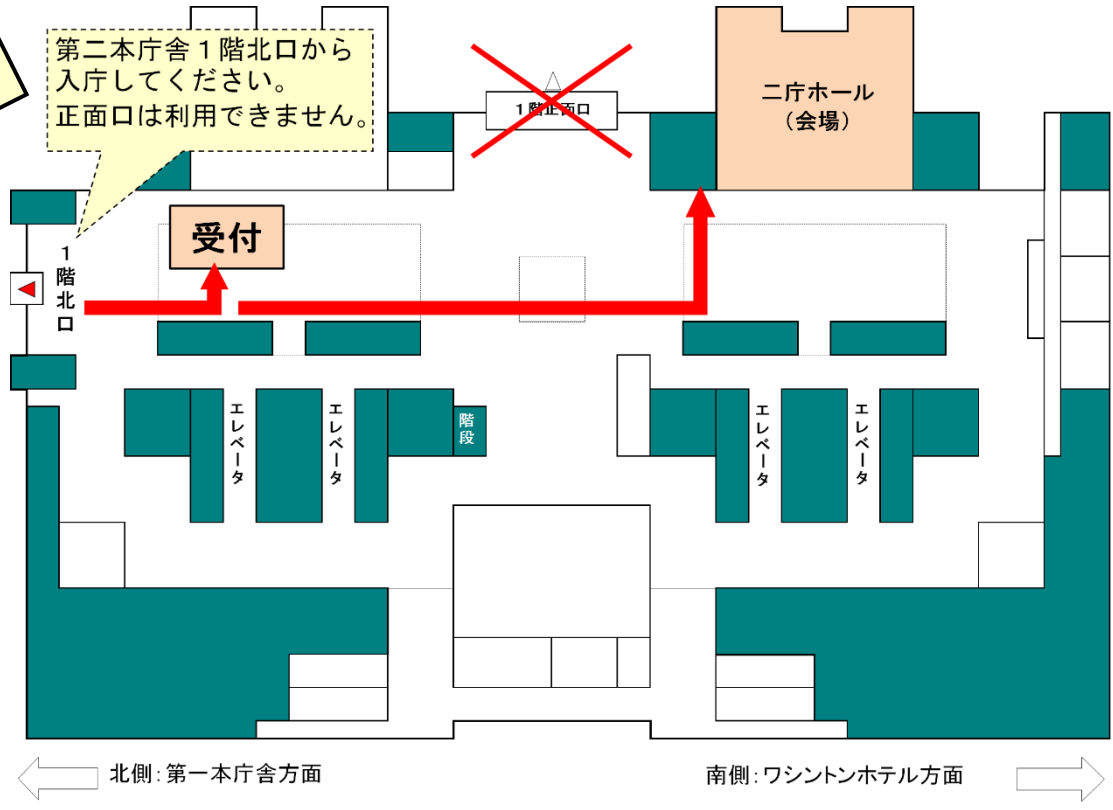 第二本庁舎１階北口から
入庁してください。
正面口は利用できません。
１階正面口
二庁ホール
（会場）
受付
１階北口
エレベータ
エレベータ
階段
エレベータ
エレベータ
北側：第一本庁舎方面
南側：ワシントンホテル方面